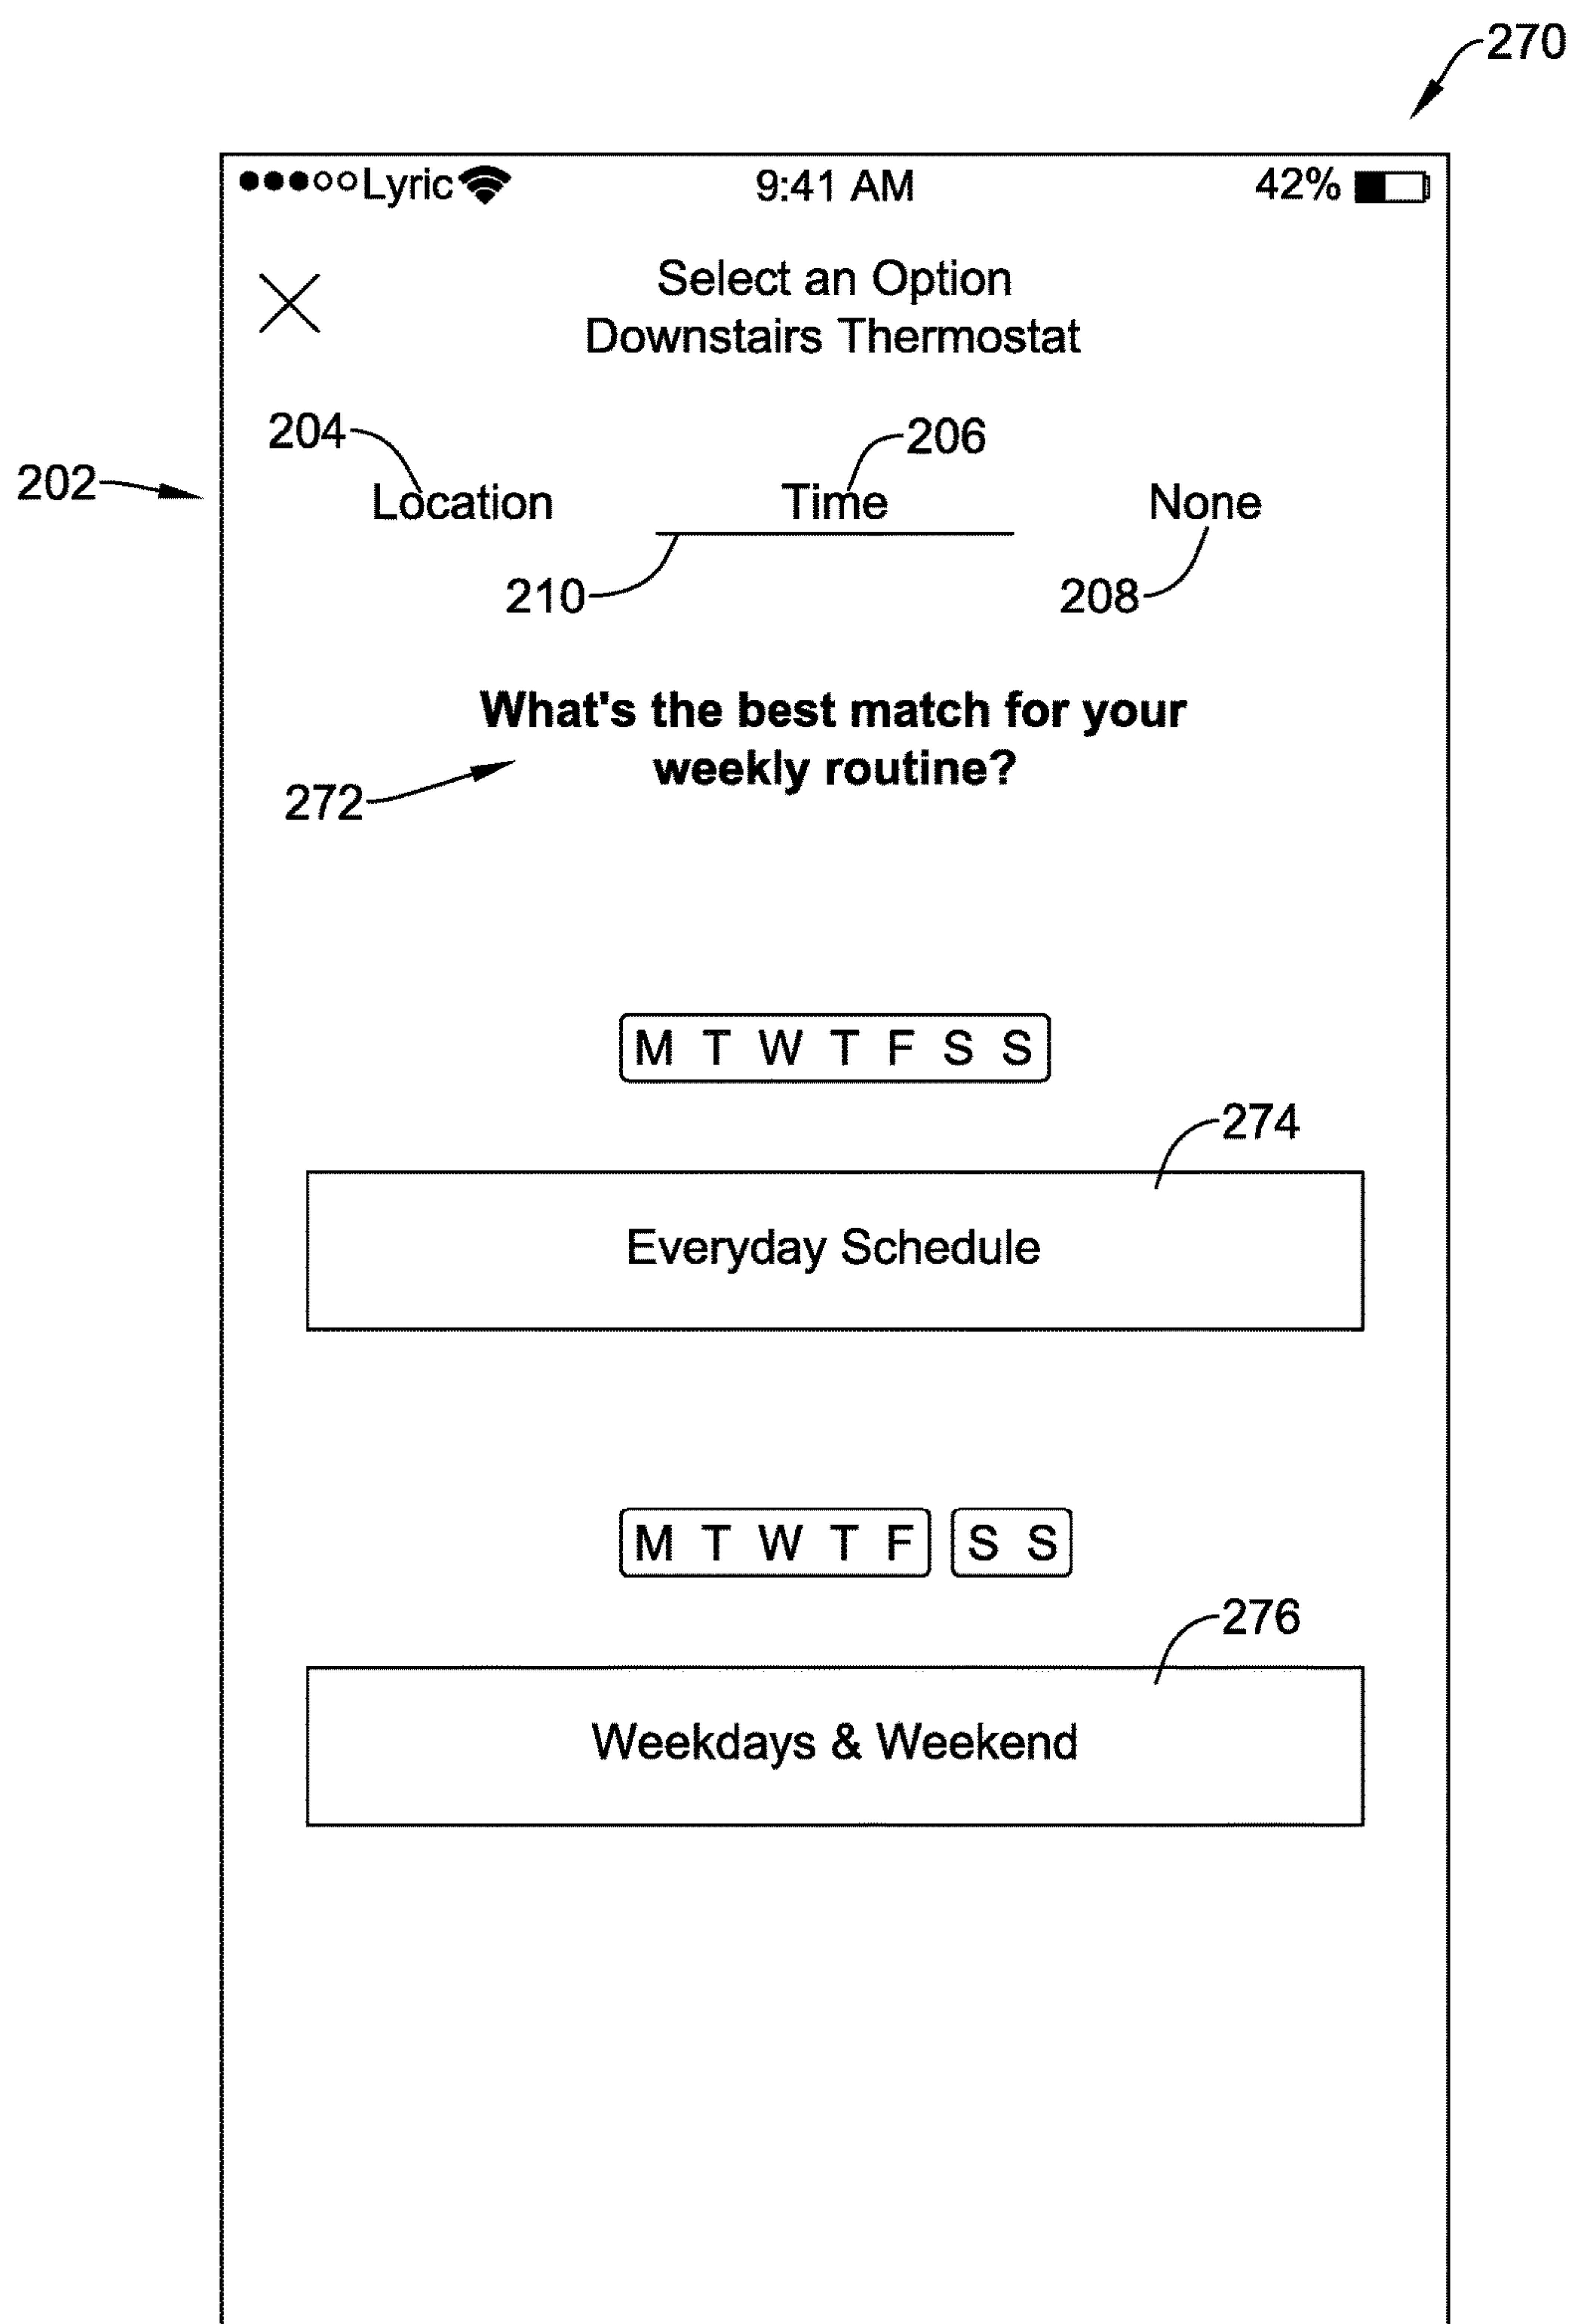 270
Lyric 9:41 AM 42%
Select an Option
Downstairs Thermostat
204 206
202
Location Time None
210 208
What's the best match for your
weekly routine?
272
M T W T F S S
274
Everyday Schedule
M T W T F S S
276
Weekdays & Weekend